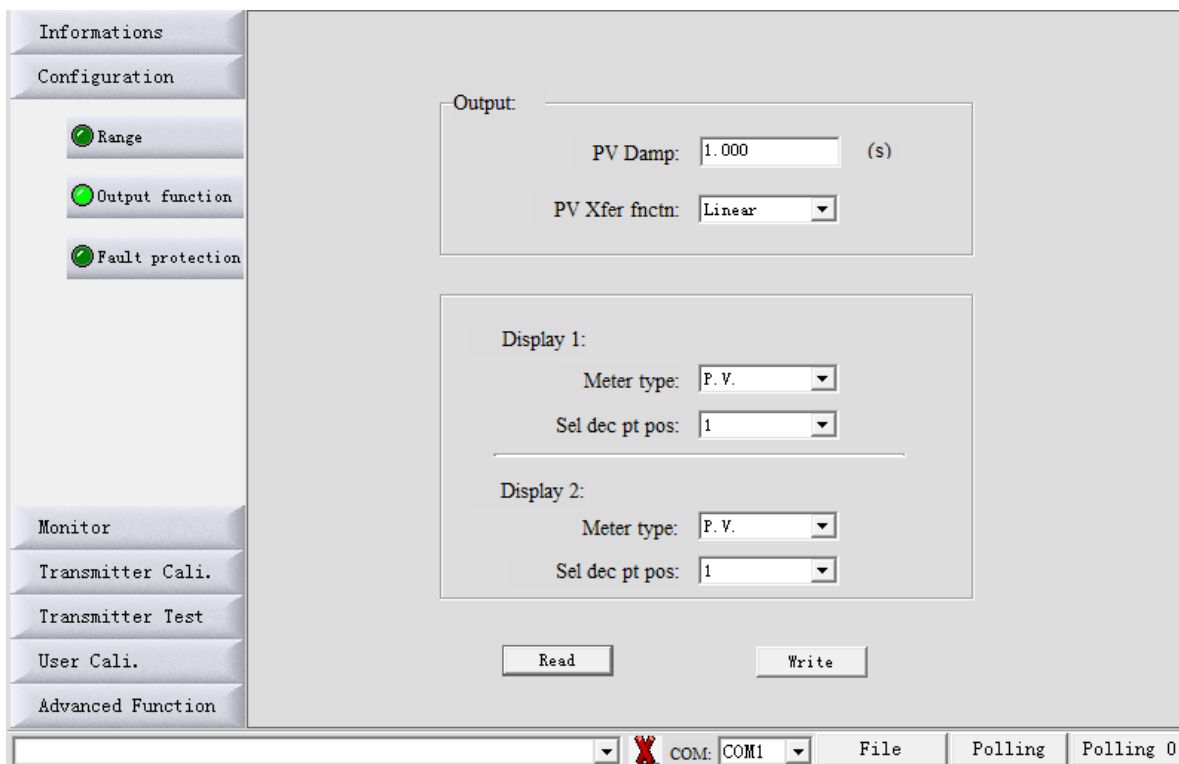 Informations
Configuration
Range
Output function
Fault protection
Monitor
Transmitter Cali.
Transmitter Test
User Cali.
Advanced Function
Output:
PV Damp: 1.000 (s)
PV Xfer fnctn: Linear
Display 1:
Meter type: P.V.
Sel dec pt pos: 1
Display 2:
Meter type: P.V.
Sel dec pt pos: 1
Read Write
X COM: COM1 File Polling Polling 0